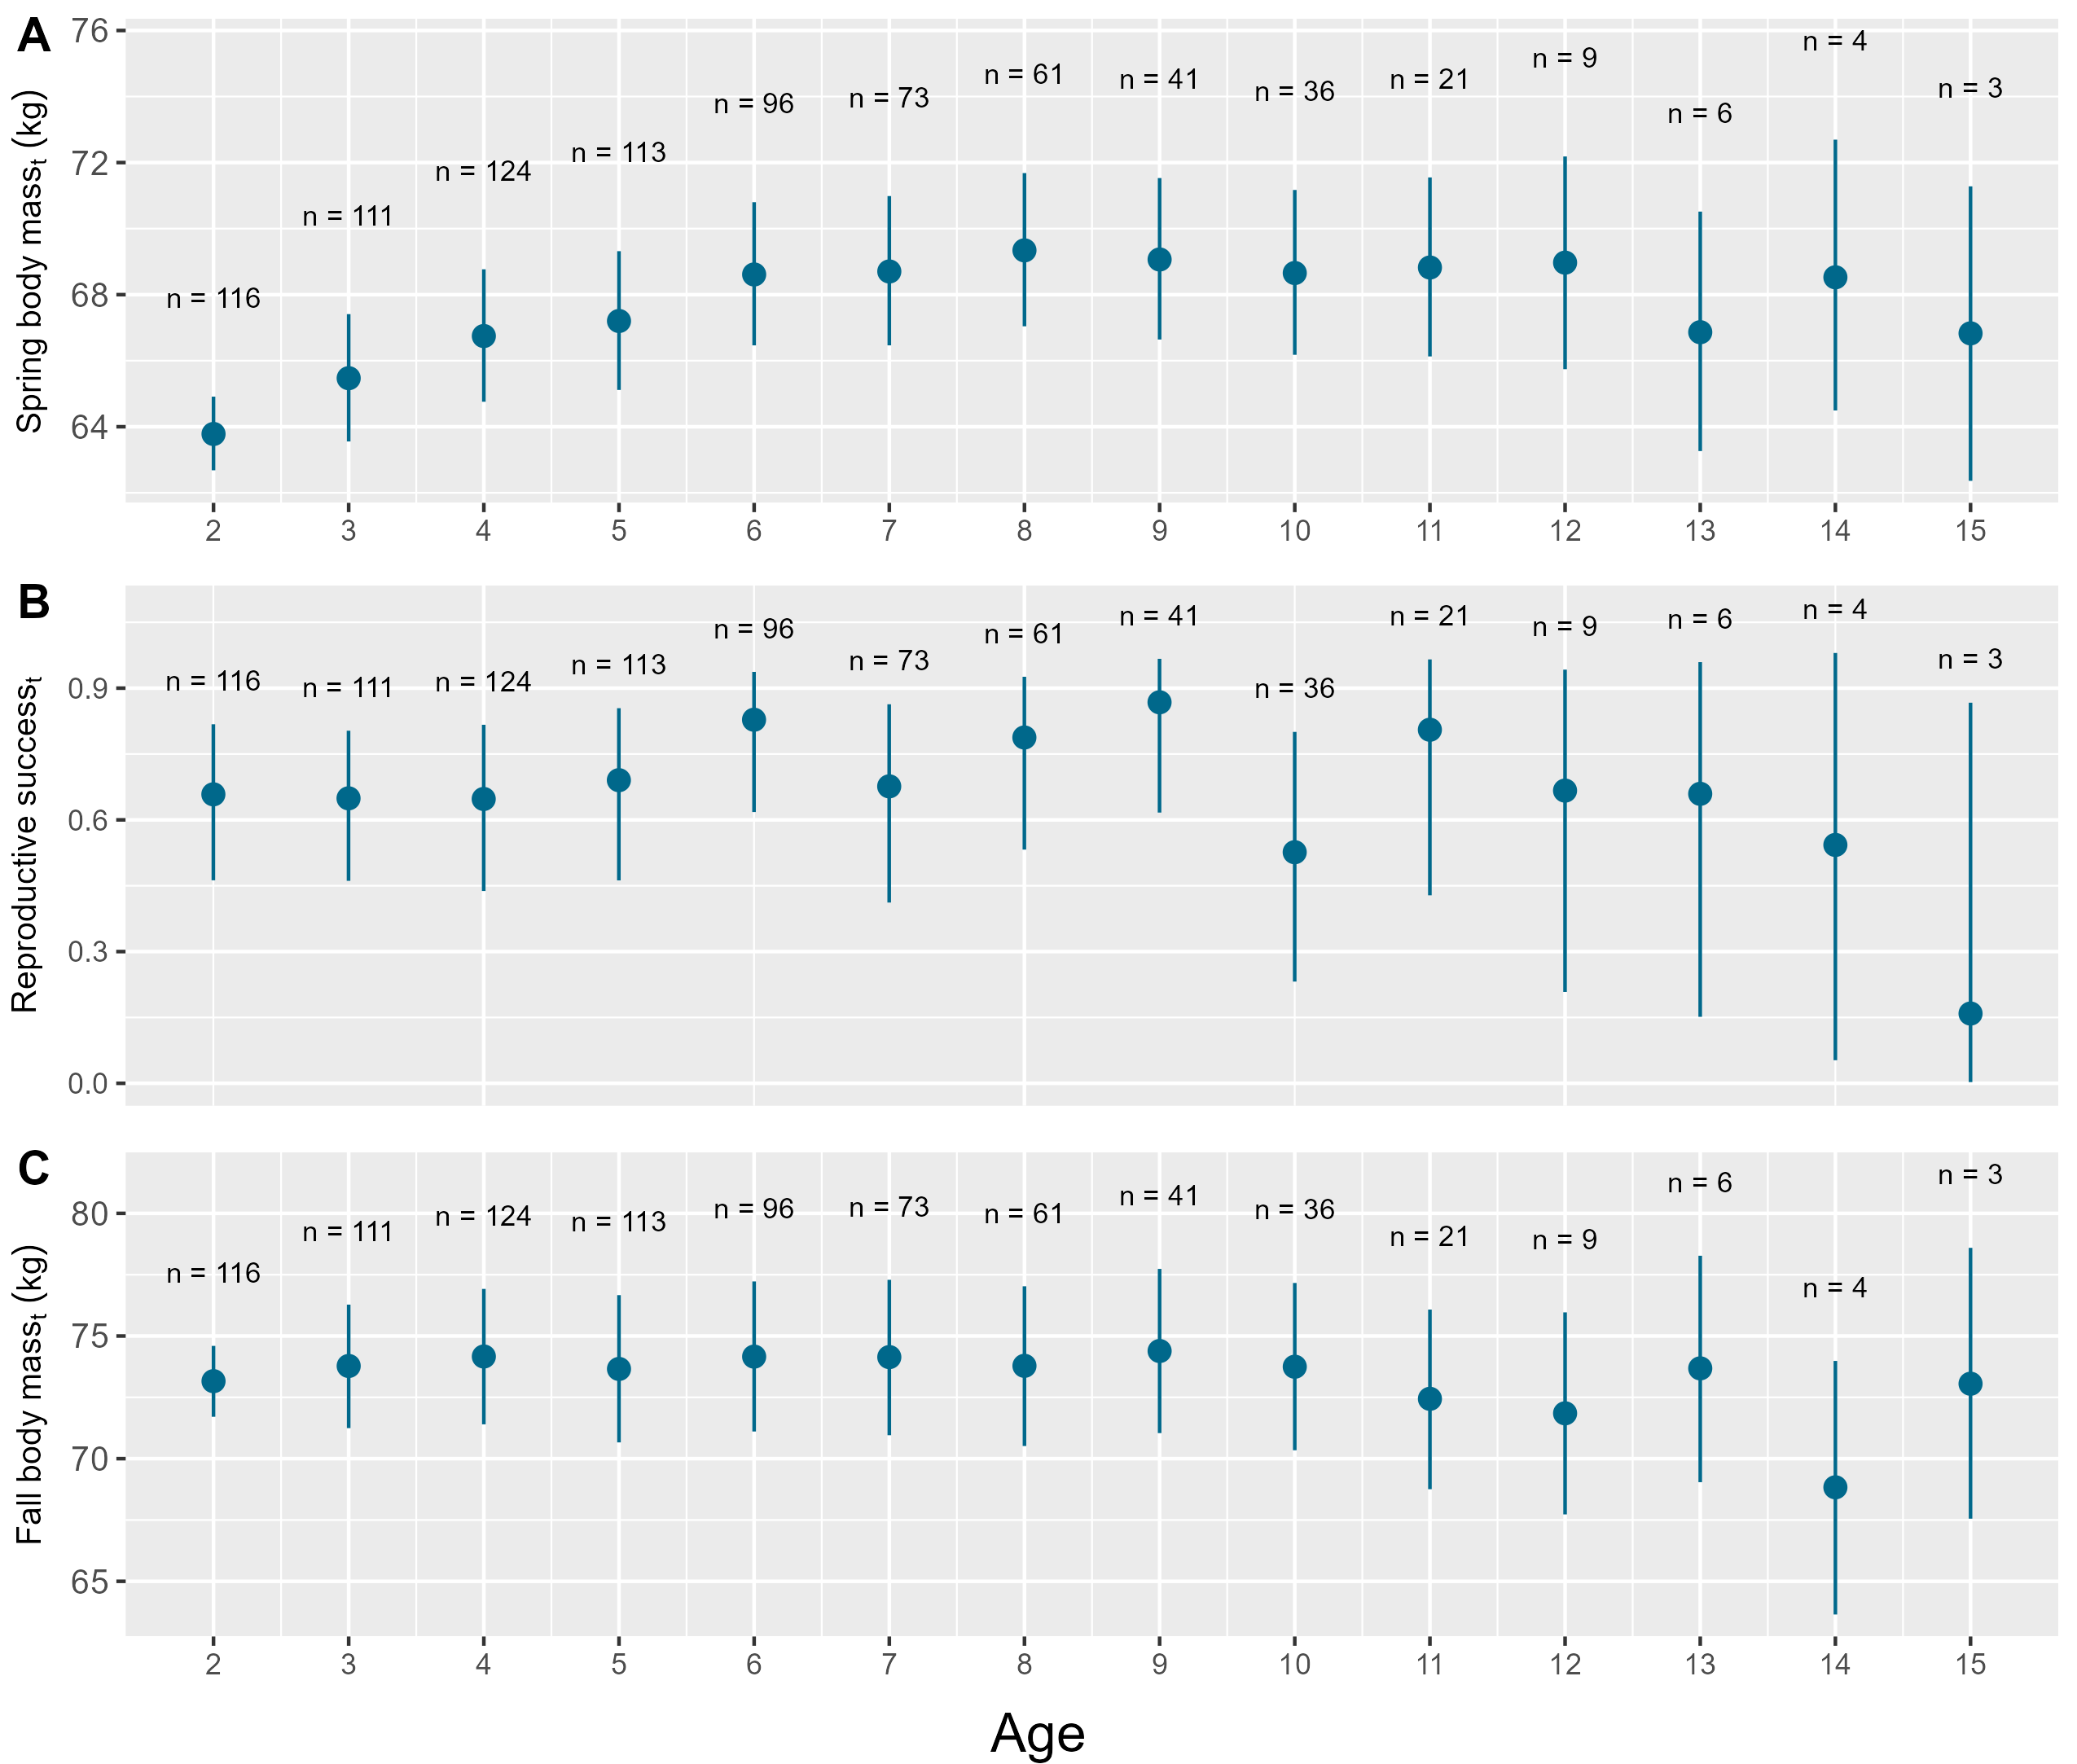 A
Spring body massₜ (kg)
76
72
68
64
n = 116
n = 111
n = 124
n = 113
n = 96
n = 73
n = 61
n = 41
n = 36
n = 21
n = 9
n = 6
n = 4
n = 3
2 3 4 5 6 7 8 9 10 11 12 13 14 15
B
Reproductive successₜ
0.9
0.6
0.3
0.0
n = 116
n = 111
n = 124
n = 113
n = 96
n = 73
n = 61
n = 41
n = 36
n = 21
n = 9
n = 6
n = 4
n = 3
C
Fall body massₜ (kg)
80
75
70
65
n = 116
n = 111
n = 124
n = 113
n = 96
n = 73
n = 61
n = 41
n = 36
n = 21
n = 9
n = 6
n = 4
n = 3
2 3 4 5 6 7 8 9 10 11 12 13 14 15
Age